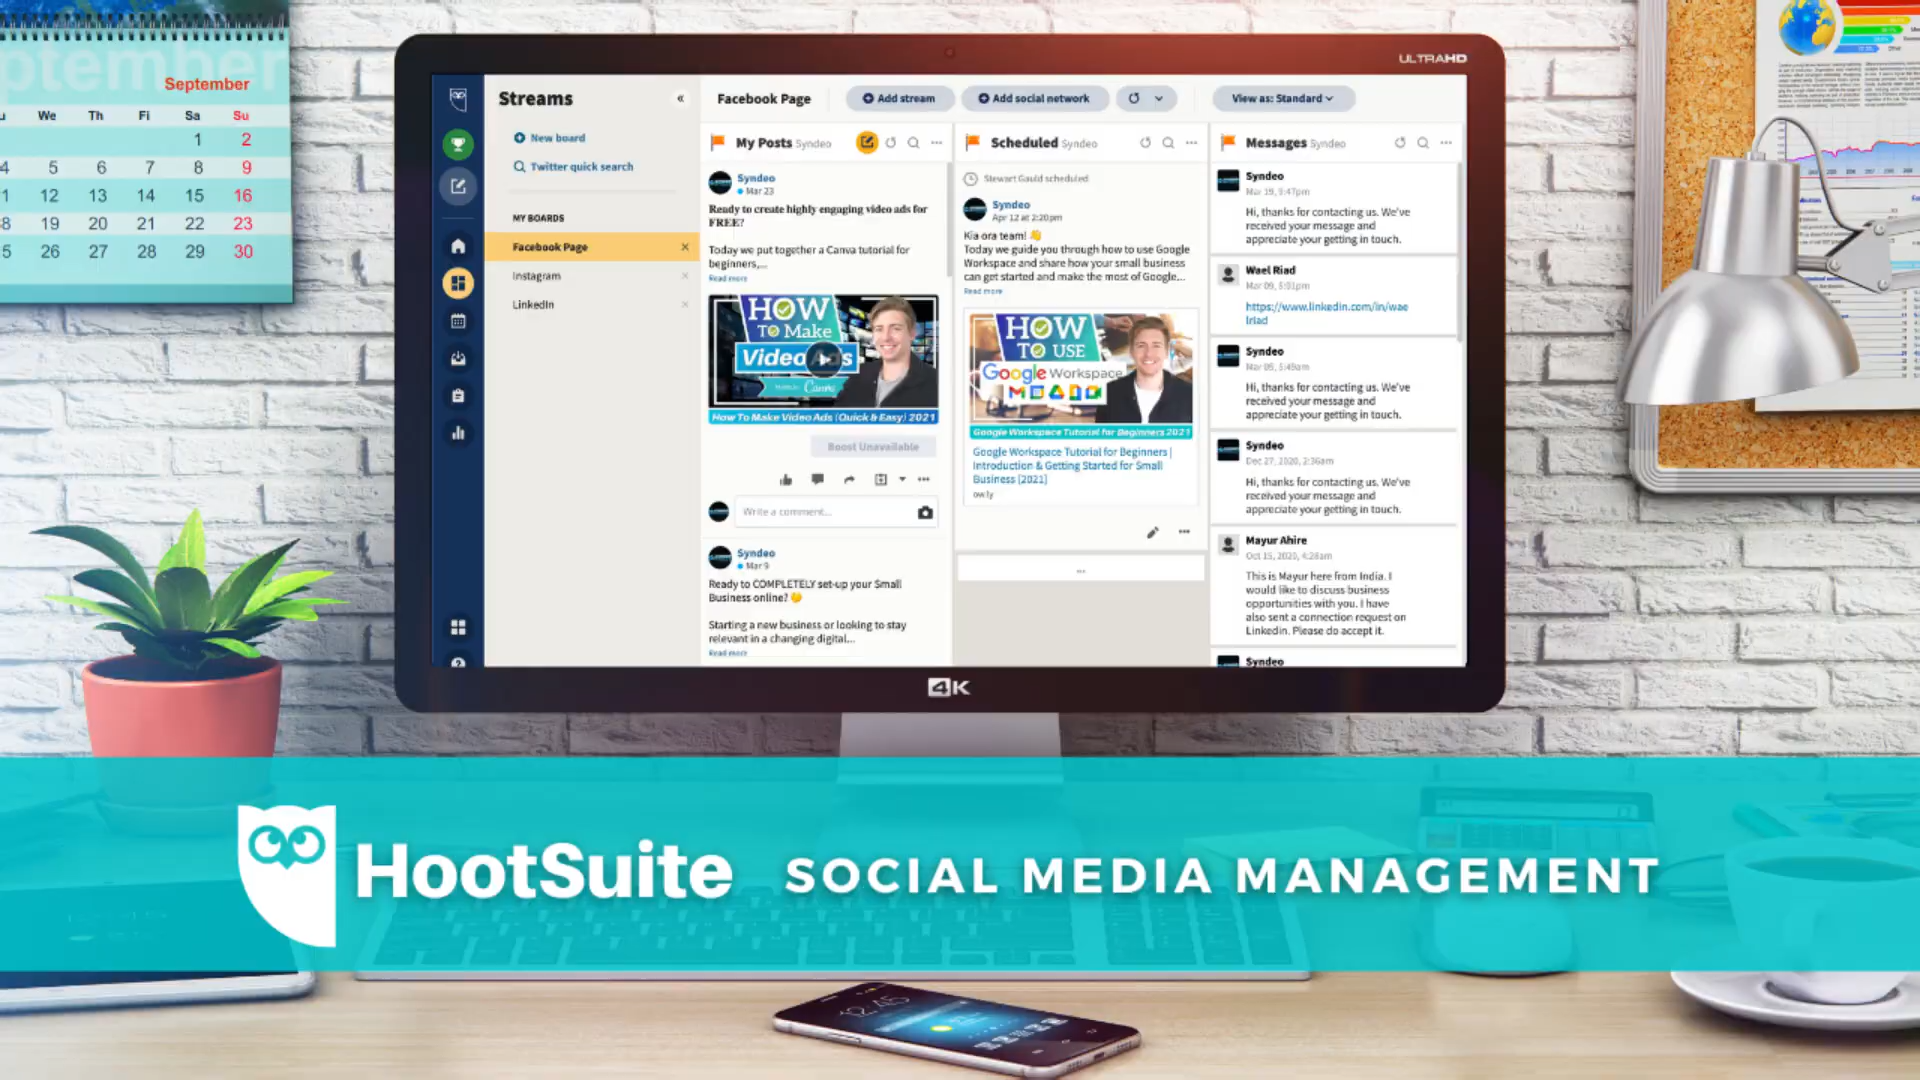 September
We Th Fr Sa Su
1 2
5 6 7 8 9
12 13 14 15 16
19 20 21 22 23
26 27 28 29 30
ULTRAHD
Streams
New board
Twitter quick search
MY BOARDS
Facebook Page
Instagram
LinkedIn
Facebook Page
Add stream
Add social network
View as: Standard
My Posts Syndeo
Syndeo
Mar 23
Ready to create highly engaging video ads for
FREE?
Today we put together a Canva tutorial for
beginners,...
Read more
HOW
TO Make
Video Ads
Canva
How To Make Video Ads (Quick & Easy) 2021
Boost Unavailable
Write a comment...
Syndeo
Mar 9
Ready to COMPLETELY set-up your Small
Business online?
Starting a new business or looking to stay
relevant in a changing digital...
Read more
Scheduled Syndeo
Stewart Gauld scheduled
Syndeo
Apr 12 at 2:20pm
Kia ora team! 👋
Today we guide you through how to use Google
Workspace and share how your small business
can get started and make the most of Google...
Read more
HOW
TO USE
Google Workspace
Google Workspace Tutorial for Beginners 2021
Google Workspace Tutorial for Beginners |
Introduction & Getting Started for Small
Business [2021]
ow.ly
...
Messages Syndeo
Syndeo
Mar 19, 9:47pm
Hi, thanks for contacting us. We've
received your message and
appreciate your getting in touch.
Wael Riad
Mar 09, 5:01pm
https://www.linkedin.com/in/wae
lriad
Syndeo
Mar 05, 5:49am
Hi, thanks for contacting us. We've
received your message and
appreciate your getting in touch.
Syndeo
Dec 27, 2020, 2:36am
Hi, thanks for contacting us. We've
received your message and
appreciate your getting in touch.
Mayur Ahire
Oct 15, 2020, 4:28am
This is Mayur here from India. I
would like to discuss business
opportunities with you. I have
also sent a connection request on
Linkedin. Please do accept it.
Syndeo
4K
HootSuite
SOCIAL MEDIA MANAGEMENT
12:45